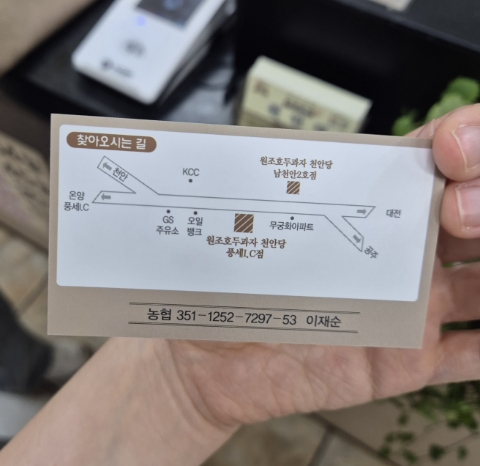 찾아오시는 길
원조호두과자 천안당
남천안2호점
KCC
천안
온양
풍세I.C
대전
GS
주유소
오일
뱅크
무궁화아파트
공주
원조호두과자 천안당
풍세I.C점
농협 351-1252-7297-53 이재순